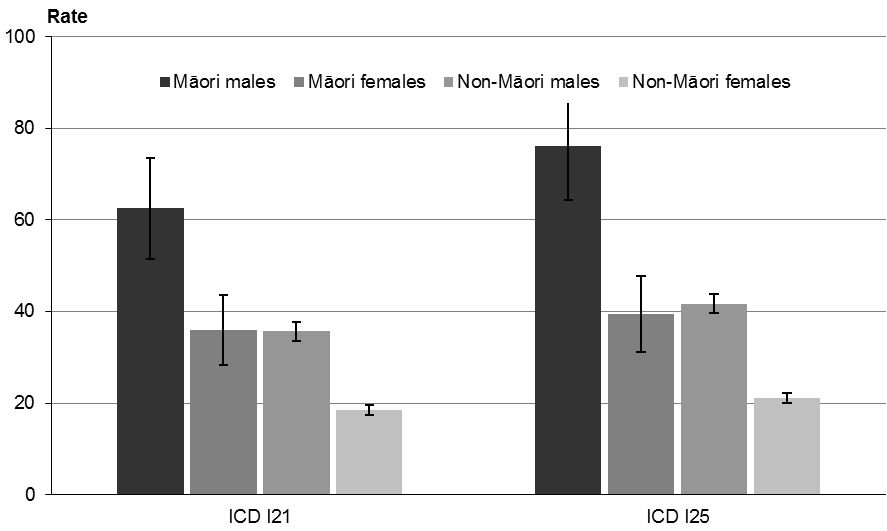 Rate
100
Māori males Māori females Non-Māori males Non-Māori females
80
60
40
20
0
ICD I21 ICD I25